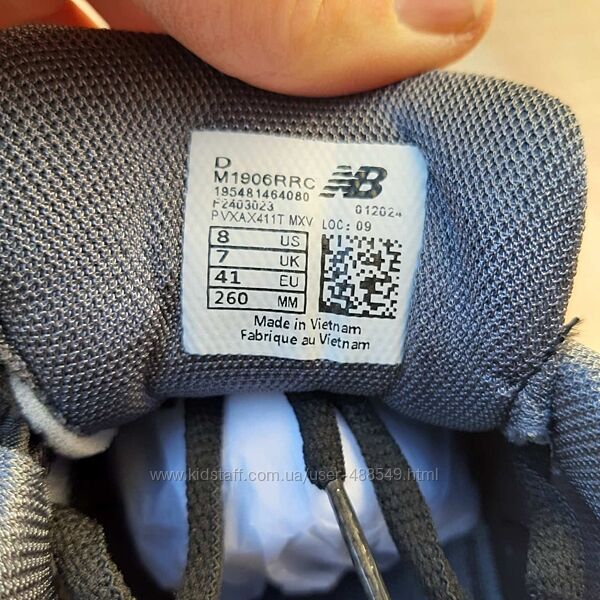 D
M1906RRC NB
195481464080
F2403023 012024
PVXAX411T MXV LOC: 09
8 US
7 UK
41 EU
260 MM
Made in Vietnam
Fabrique au Vietnam
www.kidstaff.com.ua/user-488549.html